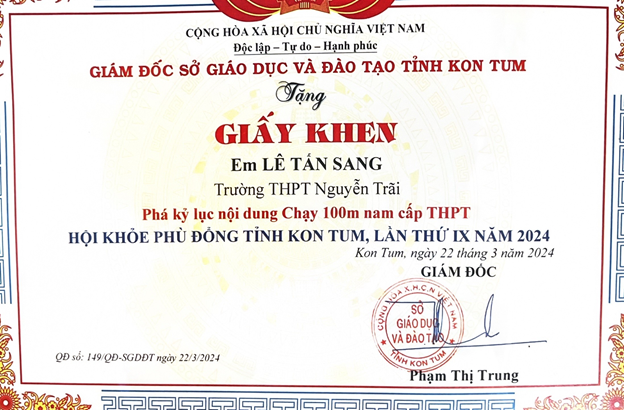 CỘNG HÒA XÃ HỘI CHỦ NGHĨA VIỆT NAM
Độc lập – Tự do – Hạnh phúc
GIÁM ĐỐC SỞ GIÁO DỤC VÀ ĐÀO TẠO TỈNH KON TUM
Tặng
GIẤY KHEN
Em LÊ TẤN SANG
Trường THPT Nguyễn Trãi
Phá kỷ lục nội dung Chạy 100m nam cấp THPT
HỘI KHỎE PHÙ ĐỔNG TỈNH KON TUM, LẦN THỨ IX NĂM 2024
Kon Tum, ngày 22 tháng 3 năm 2024
GIÁM ĐỐC
CỘNG HÒA X.H.C.N VIỆT NAM
SỞ
GIÁO DỤC
VÀ ĐÀO TẠO
TỈNH KON TUM
QĐ số: 149/QĐ-SGDĐT ngày 22/3/2024
Phạm Thị Trung